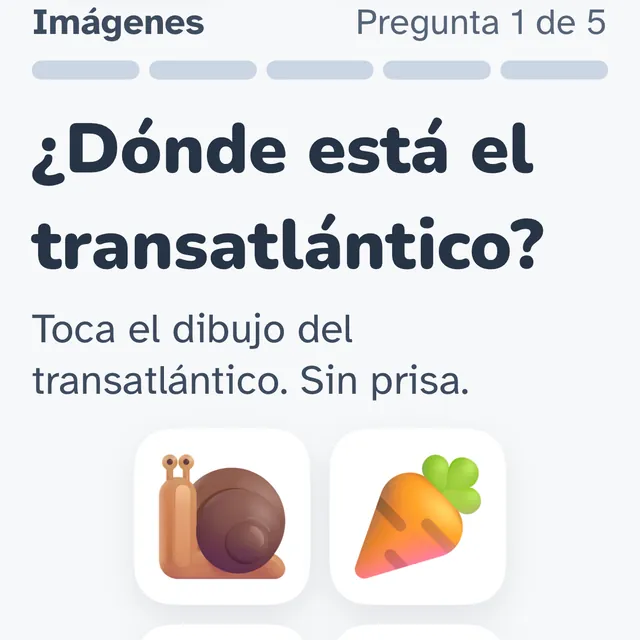 Imágenes
Pregunta 1 de 5
¿Dónde está el
transatlántico?
Toca el dibujo del
transatlántico. Sin prisa.